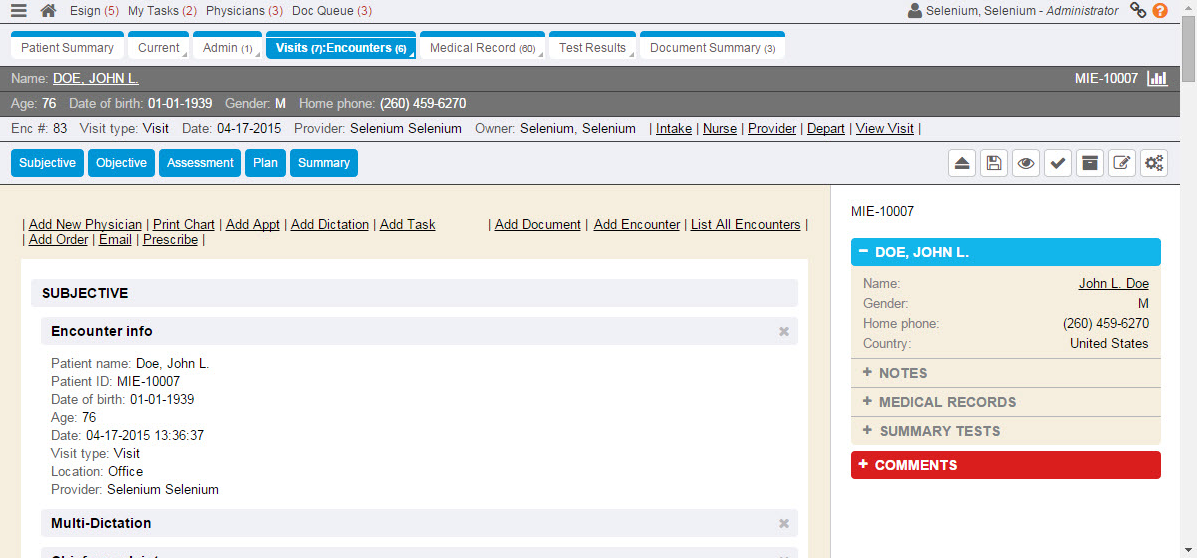 Esign (5) My Tasks (2) Physicians (3) Doc Queue (3) Selenium, Selenium - Administrator ?
Patient Summary Current Admin (1) Visits (7):Encounters (6) Medical Record (60) Test Results Document Summary (3)
Name: DOE, JOHN L. MIE-10007
Age: 76 Date of birth: 01-01-1939 Gender: M Home phone: (260) 459-6270
Enc #: 83 Visit type: Visit Date: 04-17-2015 Provider: Selenium Selenium Owner: Selenium, Selenium | Intake | Nurse | Provider | Depart | View Visit |
Subjective Objective Assessment Plan Summary
| Add New Physician | Print Chart | Add Appt | Add Dictation | Add Task
| Add Order | Email | Prescribe |
| Add Document | Add Encounter | List All Encounters |
SUBJECTIVE
Encounter info
Patient name: Doe, John L.
Patient ID: MIE-10007
Date of birth: 01-01-1939
Age: 76
Date: 04-17-2015 13:36:37
Visit type: Visit
Location: Office
Provider: Selenium Selenium
Multi-Dictation
MIE-10007
DOE, JOHN L.
Name: John L. Doe
Gender: M
Home phone: (260) 459-6270
Country: United States
+ NOTES
+ MEDICAL RECORDS
+ SUMMARY TESTS
+ COMMENTS